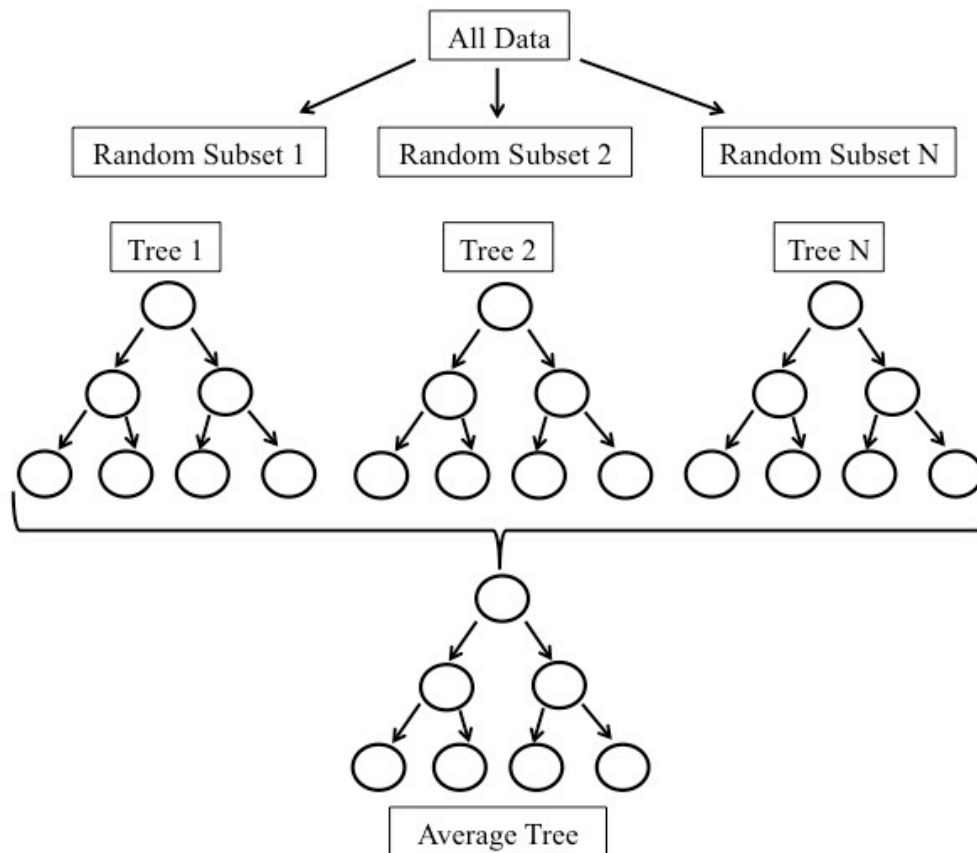 All Data
Random Subset 1
Random Subset 2
Random Subset N
Tree 1
Tree 2
Tree N
Average Tree